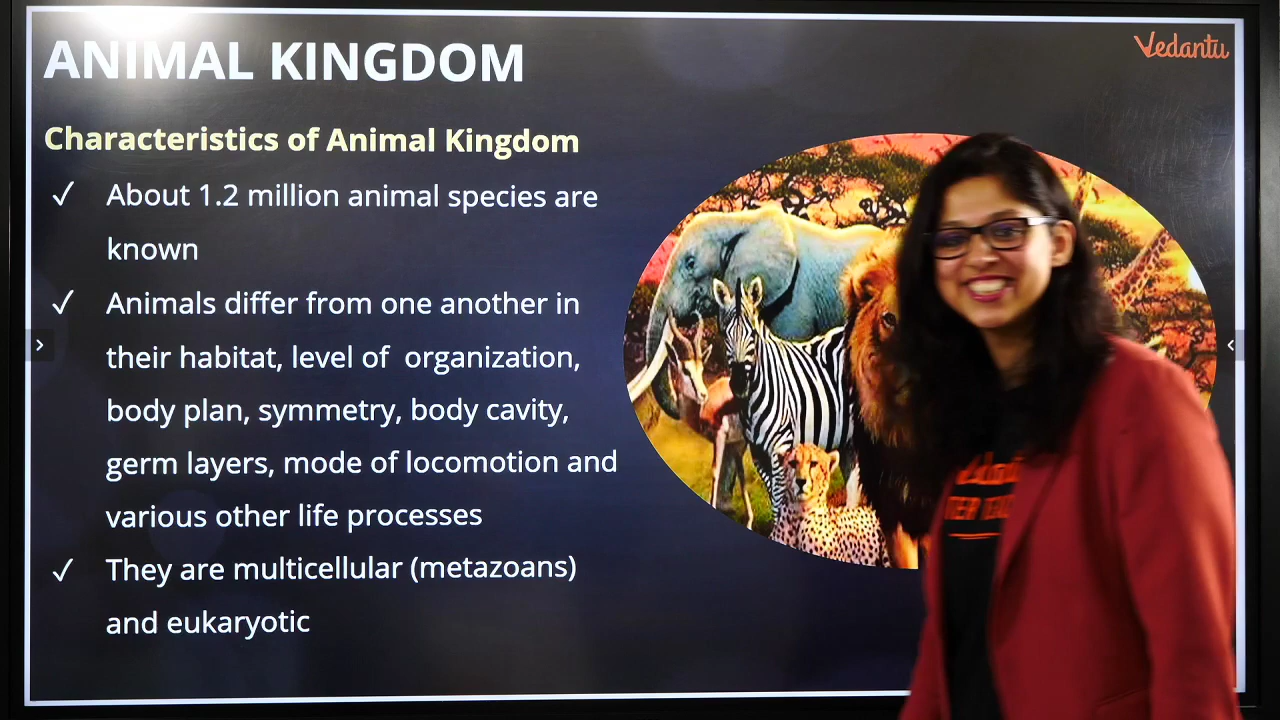 ANIMAL KINGDOM
Vedantu
Characteristics of Animal Kingdom
✓ About 1.2 million animal species are
known
✓ Animals differ from one another in
their habitat, level of organization,
body plan, symmetry, body cavity,
germ layers, mode of locomotion and
various other life processes
✓ They are multicellular (metazoans)
and eukaryotic